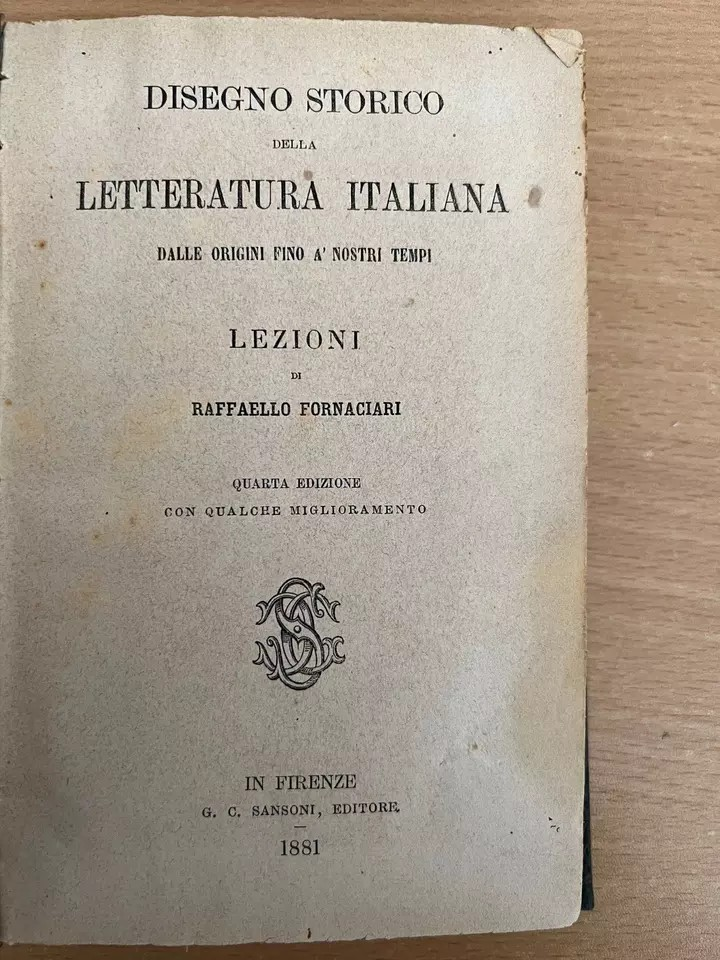 DISEGNO STORICO
DELLA
LETTERATURA ITALIANA
DALLE ORIGINI FINO A' NOSTRI TEMPI
LEZIONI
DI
RAFFAELLO FORNACIARI
QUARTA EDIZIONE
CON QUALCHE MIGLIORAMENTO
IN FIRENZE
G. C. SANSONI, EDITORE
1881